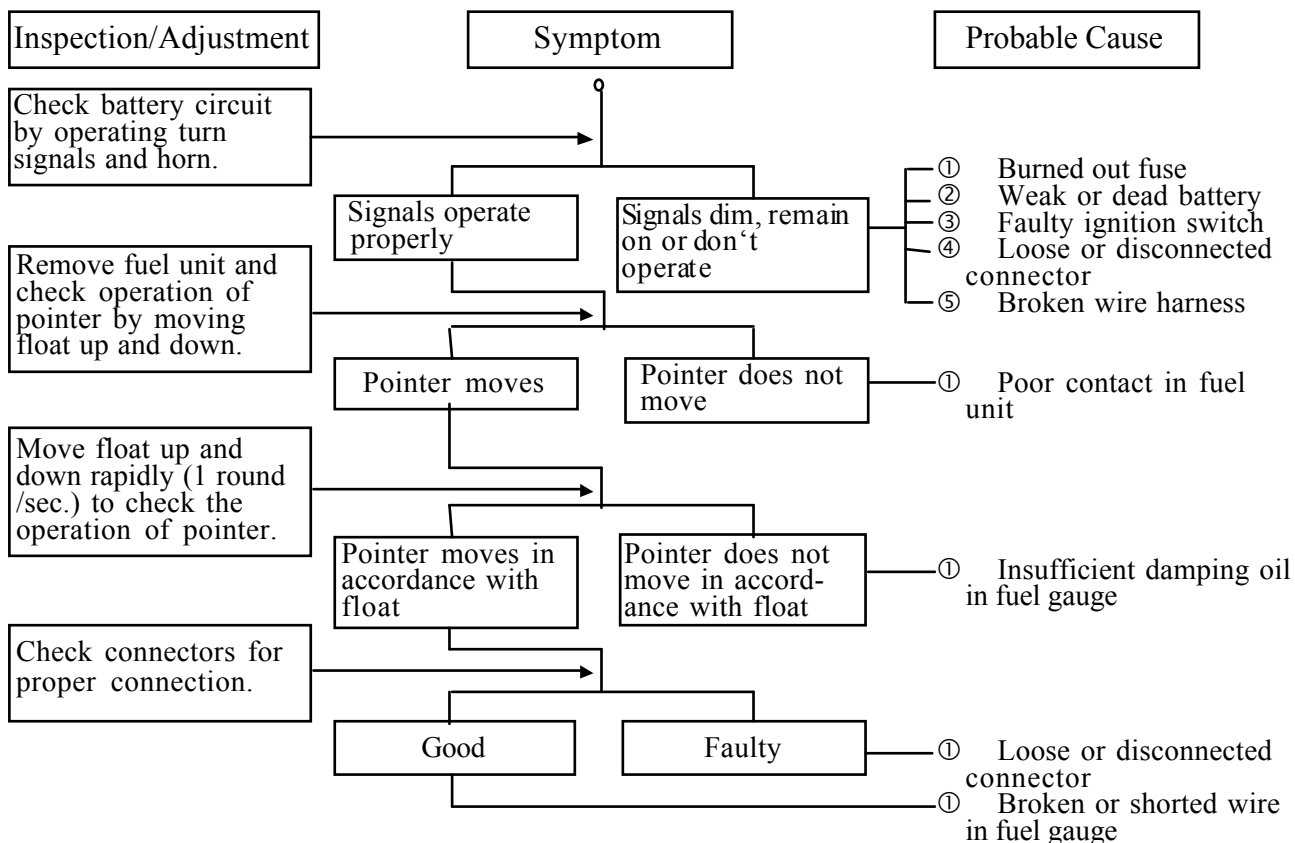 Inspection/Adjustment
Symptom
Probable Cause
Check battery circuit
by operating turn
signals and horn.
Signals operate
properly
Signals dim, remain
on or don‘t
operate
① Burned out fuse
② Weak or dead battery
③ Faulty ignition switch
④ Loose or disconnected
connector
⑤ Broken wire harness
Remove fuel unit and
check operation of
pointer by moving
float up and down.
Pointer moves
Pointer does not
move
① Poor contact in fuel
unit
Move float up and
down rapidly (1 round
/sec.) to check the
operation of pointer.
Pointer moves in
accordance with
float
Pointer does not
move in accord-
ance with float
① Insufficient damping oil
in fuel gauge
Check connectors for
proper connection.
Good
Faulty
① Loose or disconnected
connector
① Broken or shorted wire
in fuel gauge